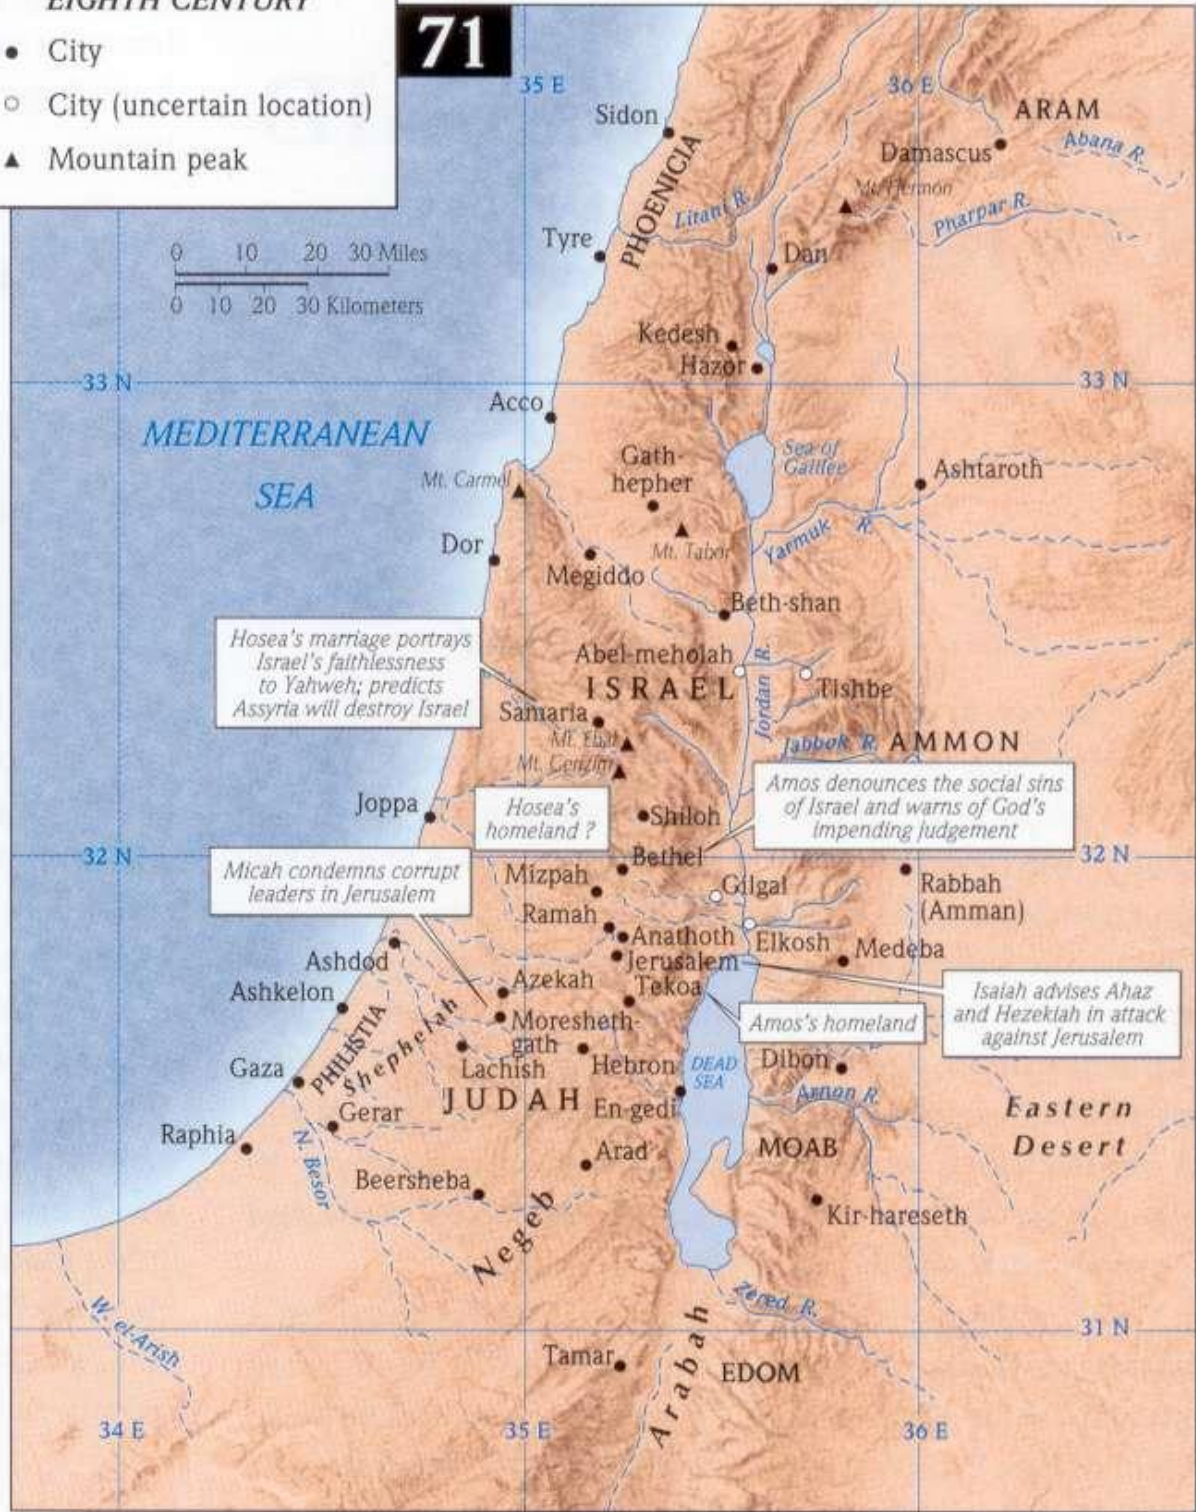 EIGHTH CENTURY
City
City (uncertain location)
Mountain peak
71
35 E
36 E
Sidon
ARAM
Damascus
Abana R.
Mt. Hermon
PHOENICIA
Litani R.
Pharpar R.
Tyre
Dan
0 10 20 30 Miles
0 10 20 30 Kilometers
Kedesh
Hazor
33 N
33 N
Acco
MEDITERRANEAN
SEA
Sea of
Galilee
Gath-
hepher
Ashtaroth
Mt. Carmel
Dor
Mt. Tabor
Yarmuk R.
Megiddo
Beth-shan
Hosea's marriage portrays
Israel's faithlessness
to Yahweh; predicts
Assyria will destroy Israel
Abel-meholah
ISRAEL
Jordan R.
Tishbe
Samaria
Mt. Ebal
Mt. Gerizim
Jabbok R.
AMMON
Joppa
Hosea's
homeland ?
Shiloh
Amos denounces the social sins
of Israel and warns of God's
impending judgement
32 N
32 N
Bethel
Micah condemns corrupt
leaders in Jerusalem
Mizpah
Gilgal
Rabbah
(Amman)
Ramah
Anathoth
Elkosh
Medeba
Ashdod
Jerusalem
Azekah
Tekoa
Ashkelon
Isaiah advises Ahaz
and Hezekiah in attack
against Jerusalem
Moresheth-
gath
Amos's homeland
PHILISTIA
Shephelah
Lachish
Hebron
DEAD
SEA
Dibon
Gaza
JUDAH
En-gedi
Arnon R.
Eastern
Desert
Gerar
Raphia
N. Besor
Arad
MOAB
Beersheba
Kir-hareseth
Negeb
Zered R.
W. el-Arish
31 N
Tamar
Arabah
EDOM
34 E
35 E
36 E